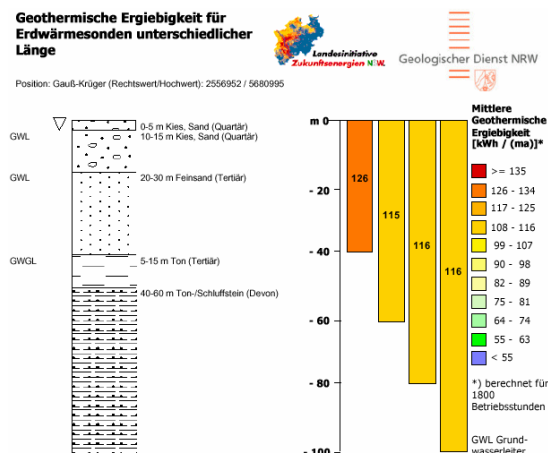 Geothermische Ergiebigkeit für
Erdwärmesonden unterschiedlicher
Länge
Landesinitiative
Zukunftsenergien NRW.
Geologischer Dienst NRW
Position: Gauß-Krüger (Rechtswert/Hochwert): 2556952 / 5680995
0-5 m Kies, Sand (Quartär)
GWL
10-15 m Kies, Sand (Quartär)
GWL
20-30 m Feinsand (Tertiär)
GWGL
5-15 m Ton (Tertiär)
40-60 m Ton-/Schluffstein (Devon)
m 0
- 20
- 40
- 60
- 80
- 100
126
115
116
116
Mittlere
Geothermische
Ergiebigkeit
[kWh / (ma)]*
>= 135
126 - 134
117 - 125
108 - 116
99 - 107
90 - 98
82 - 89
75 - 81
64 - 74
55 - 63
< 55
*) berechnet für
1800
Betriebsstunden
GWL Grund-
wasserleiter